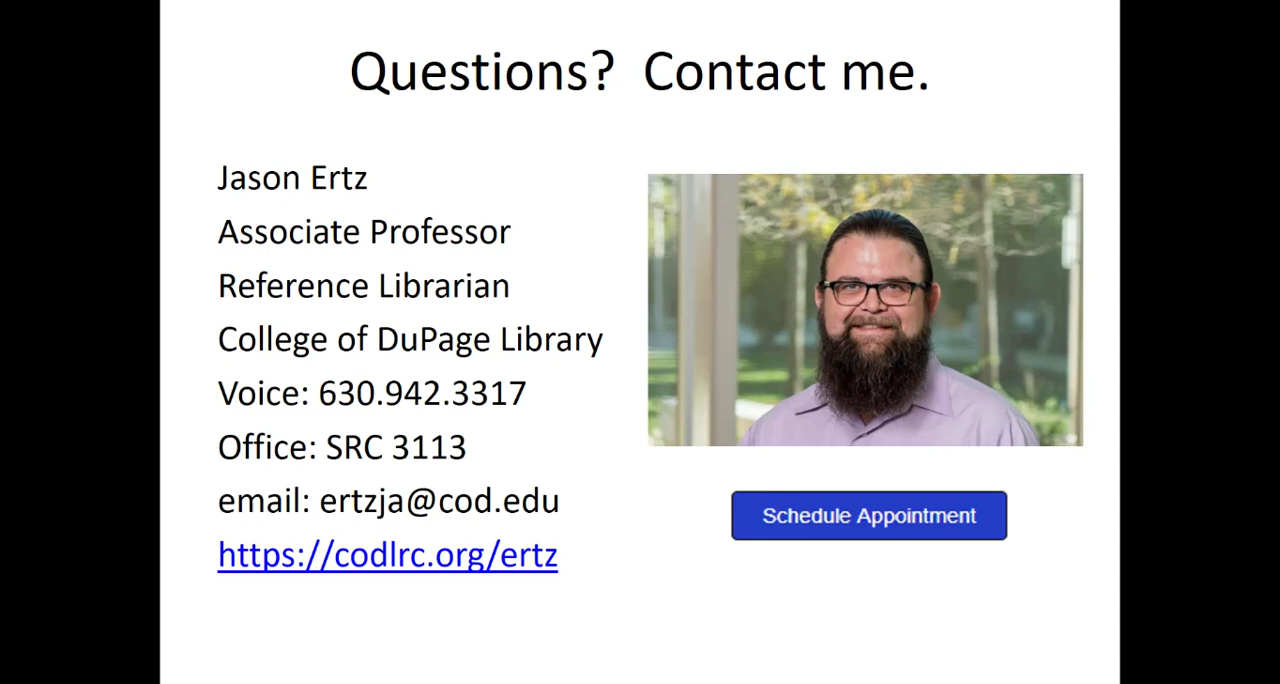 Questions?  Contact me.
Jason Ertz
Associate Professor
Reference Librarian
College of DuPage Library
Voice: 630.942.3317
Office: SRC 3113
email: ertzja@cod.edu
https://codlrc.org/ertz
Schedule Appointment